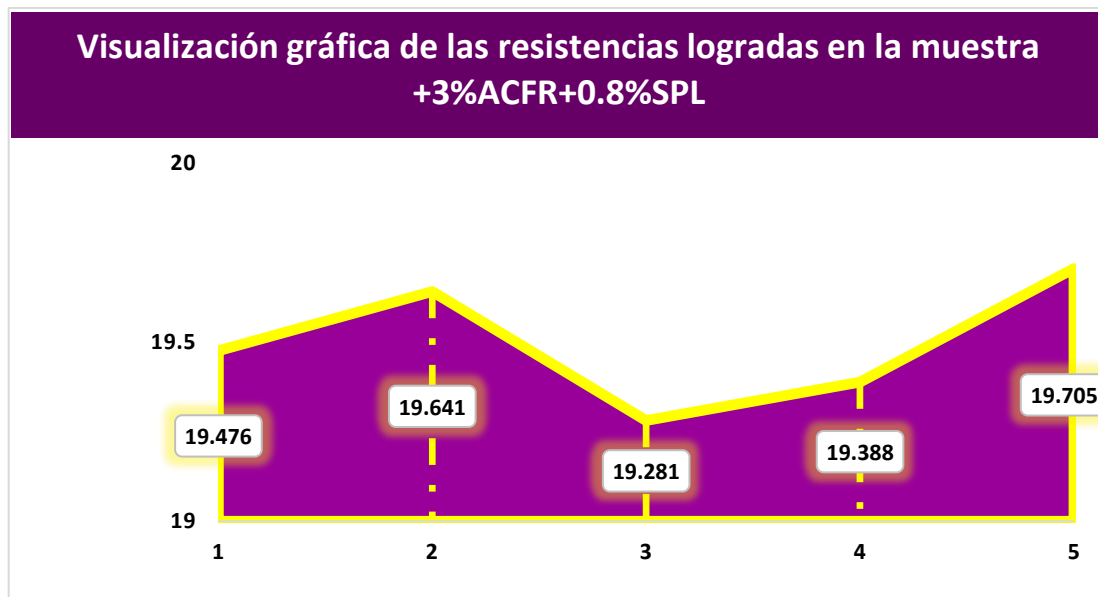 Visualización gráfica de las resistencias logradas en la muestra
+3%ACFR+0.8%SPL
20
19.5
19
19.476
19.641
19.281
19.388
19.705
1 2 3 4 5